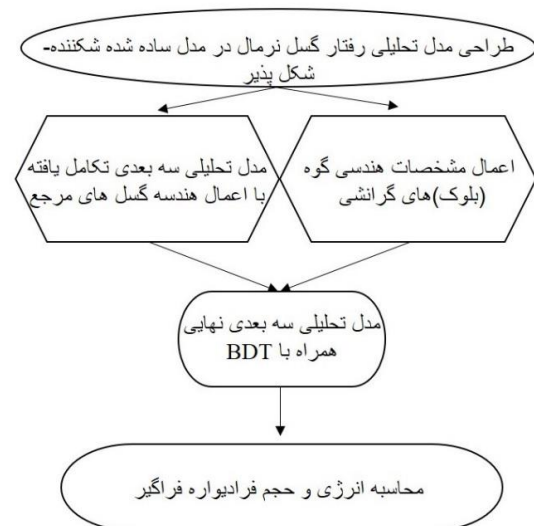 طراحی مدل تحلیلی رفتار گسل نرمال در مدل ساده شده شکننده-
شکل پذیر
اعمال مشخصات هندسی گوه
(بلوک)های گرانشی
مدل تحلیلی سه بعدی تکامل یافته
با اعمال هندسه گسل های مرجع
مدل تحلیلی سه بعدی نهایی
همراه با BDT
محاسبه انرژی و حجم فرادیواره فراگیر